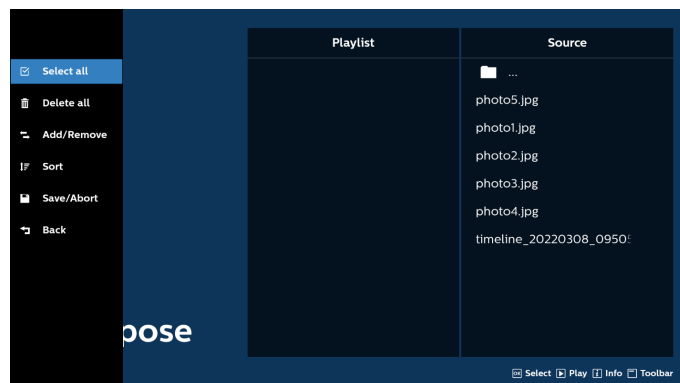 Select all
Delete all
Add/Remove
Sort
Save/Abort
Back
pose
Playlist
Source
...
photo5.jpg
photo1.jpg
photo2.jpg
photo3.jpg
photo4.jpg
timeline_20220308_0950
Select Play Info Toolbar